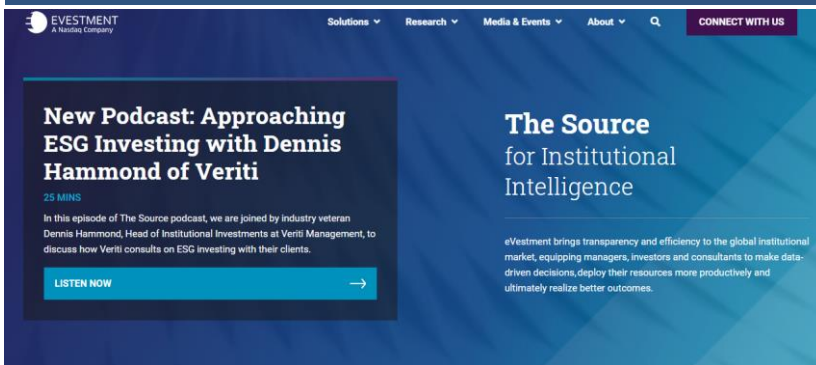 EVESTMENT
A Nasdaq Company
Solutions
Research
Media & Events
About
CONNECT WITH US
New Podcast: Approaching
ESG Investing with Dennis
Hammond of Veriti
25 MINS
In this episode of The Source podcast, we are joined by industry veteran
Dennis Hammond, Head of Institutional Investments at Veriti Management, to
discuss how Veriti consults on ESG investing with their clients.
LISTEN NOW
The Source
for Institutional
Intelligence
eVestment brings transparency and efficiency to the global institutional
market, equipping managers, investors and consultants to make data-
driven decisions,deploy their resources more productively and
ultimately realize better outcomes.